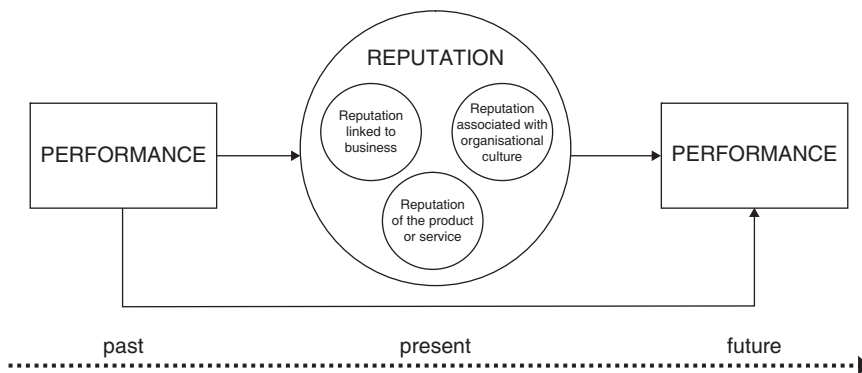 REPUTATION
Reputation
linked to
business
Reputation
associated with
organisational
culture
Reputation
of the product
or service
PERFORMANCE
PERFORMANCE
past
present
future